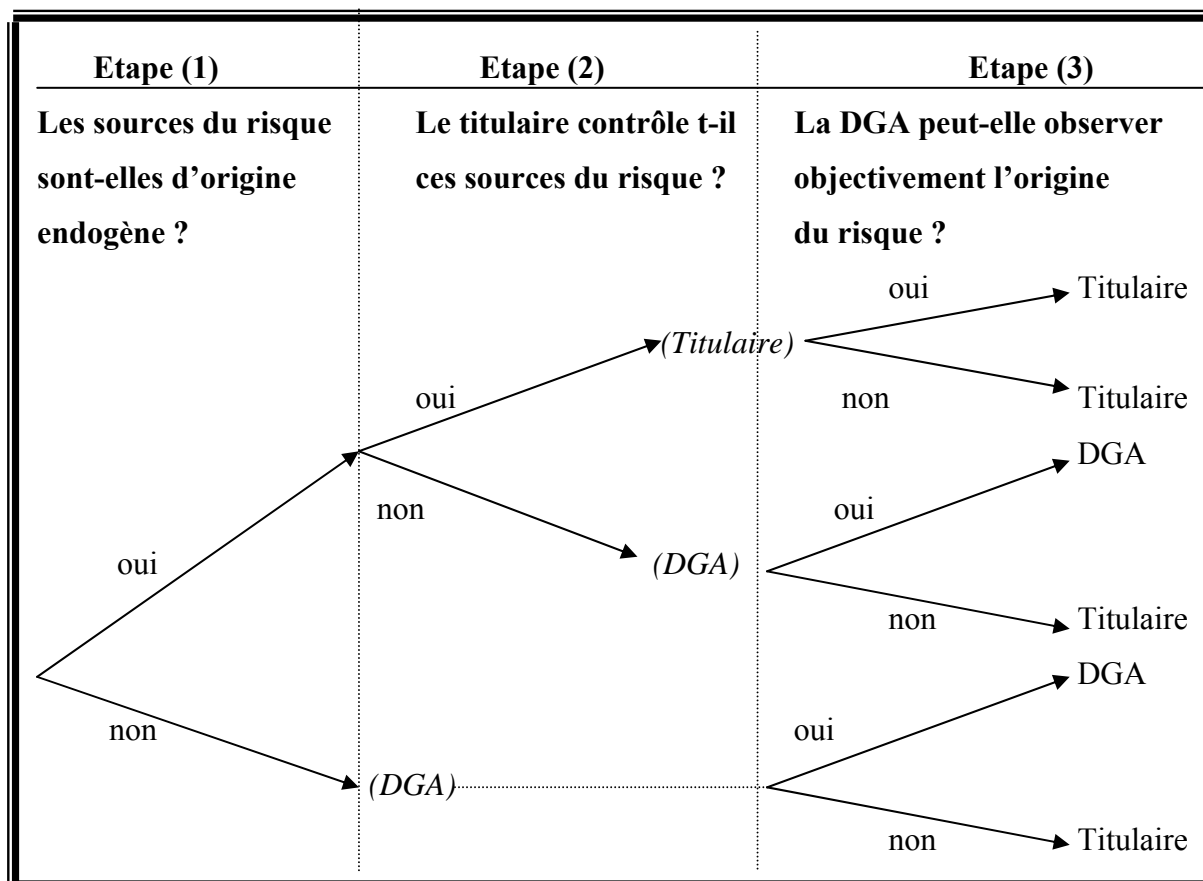 Etape (1) Etape (2) Etape (3)
Les sources du risque
sont-elles d’origine
endogène ?
Le titulaire contrôle t-il
ces sources du risque ?
La DGA peut-elle observer
objectivement l’origine
du risque ?
oui
Titulaire
(Titulaire)
oui
non
Titulaire
DGA
non
oui
oui
(DGA)
non
Titulaire
DGA
non
oui
(DGA)
non
Titulaire